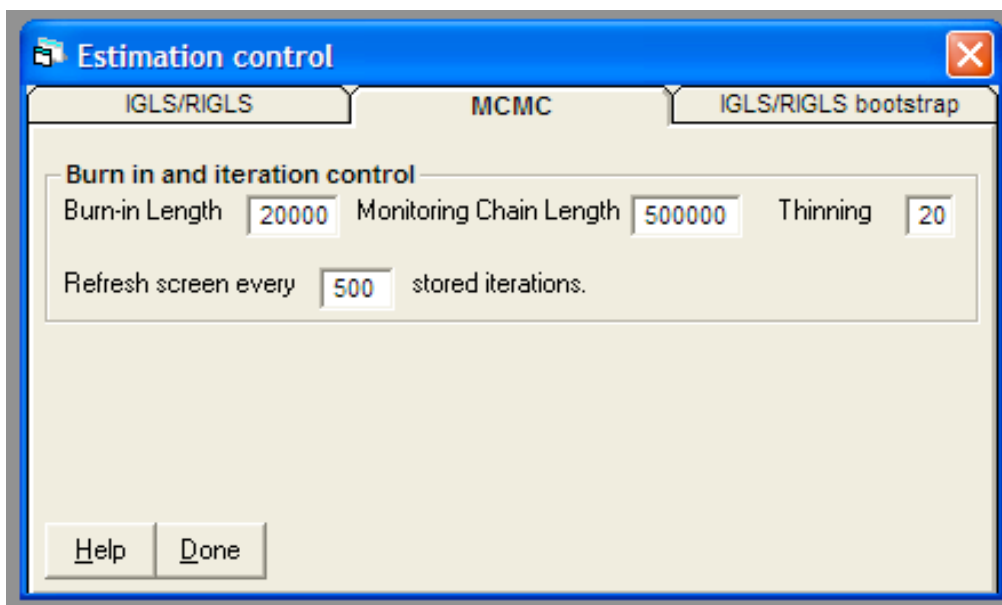 Estimation control
IGLS/RIGLS MCMC IGLS/RIGLS bootstrap
Burn in and iteration control
Burn-in Length 20000 Monitoring Chain Length 500000 Thinning 20
Refresh screen every 500 stored iterations.
Help Done